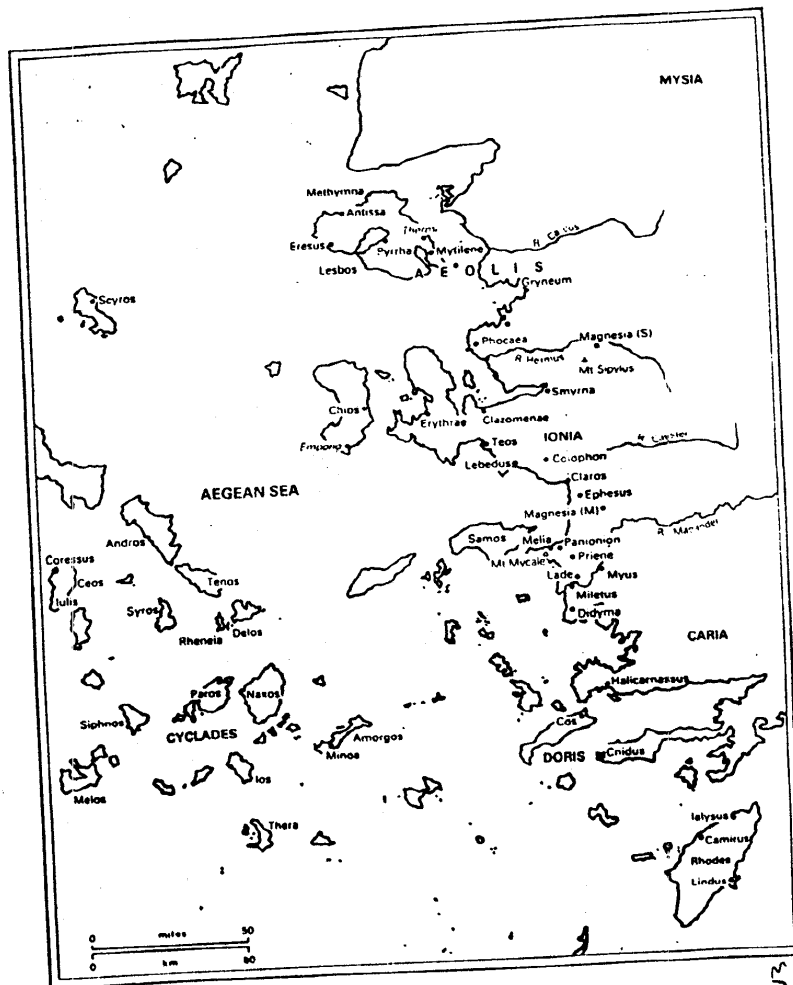 MYSIA
Methymna
Antissa
Eresus
Pyrrha
Mytilene
R. Caicus
Lesbos
A E O L I S
Gryneum
Scyros
Phocaea
Magnesia (S)
R. Hermus
Mt Sipylus
Smyrna
Chios
Erythrae
Clazomenae
Emporio
Teos
IONIA
Colophon
Lebedus
Claros
AEGEAN SEA
Ephesus
Magnesia (M)
Andros
Samos
Melia
Panionion
R. Maeander
Mt Mycale
Priene
Coressus
Ceos
Tenos
Lade
Myus
Iulis
Syros
Miletus
Rheneia
Delos
Didyma
CARIA
Paros
Naxos
Halicarnassus
Siphnos
CYCLADES
Amorgos
Cos
Minoa
DORIS
Cnidus
Melos
Ios
Thera
Ialysus
Camirus
Rhodes
Lindus
0 miles 50
0 km 80